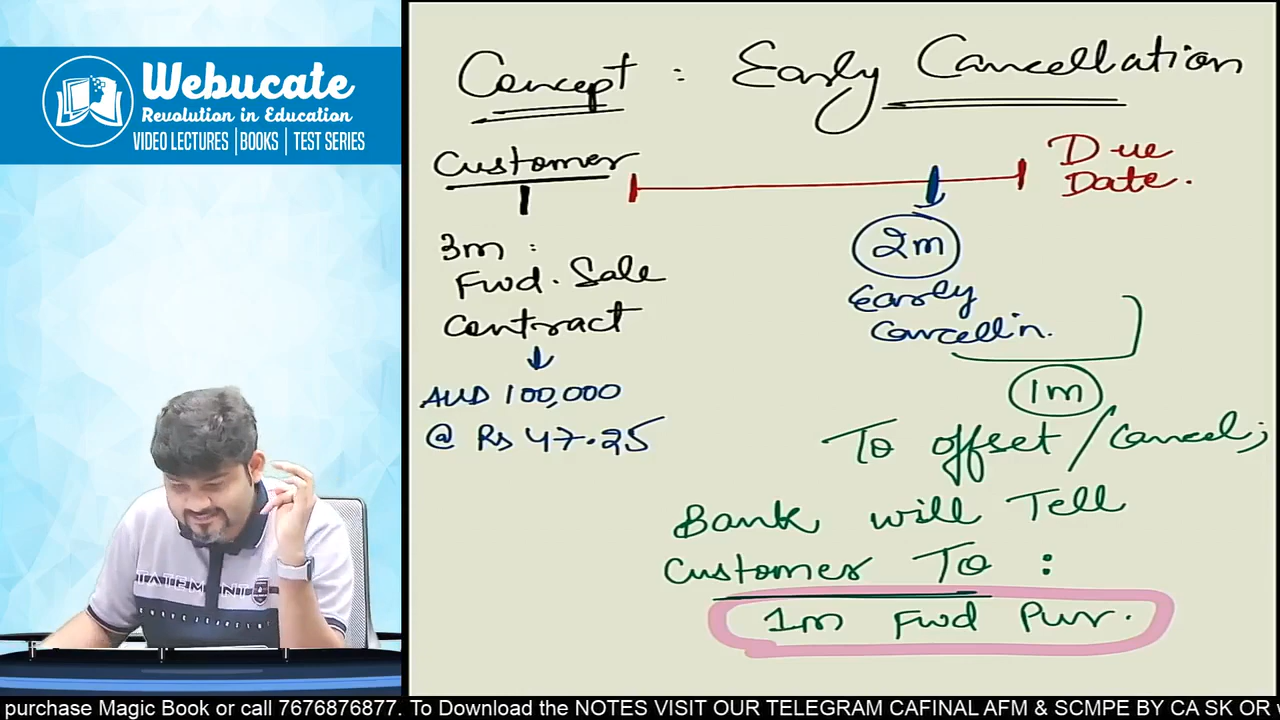 Webucate
Revolution in Education
VIDEO LECTURES | BOOKS | TEST SERIES
Concept : Early Cancellation
Customer
Due
Date.
3m :
Fwd. Sale
Contract
AUD 100,000
@ Rs 47.25
2m
Early
Cancell'n.
1m
To offset / Cancel;
Bank will Tell
Customer To :
1m Fwd Pur.
purchase Magic Book or call 7676876877. To Download the NOTES VISIT OUR TELEGRAM CAFINAL AFM & SCMPE BY CA SK OR